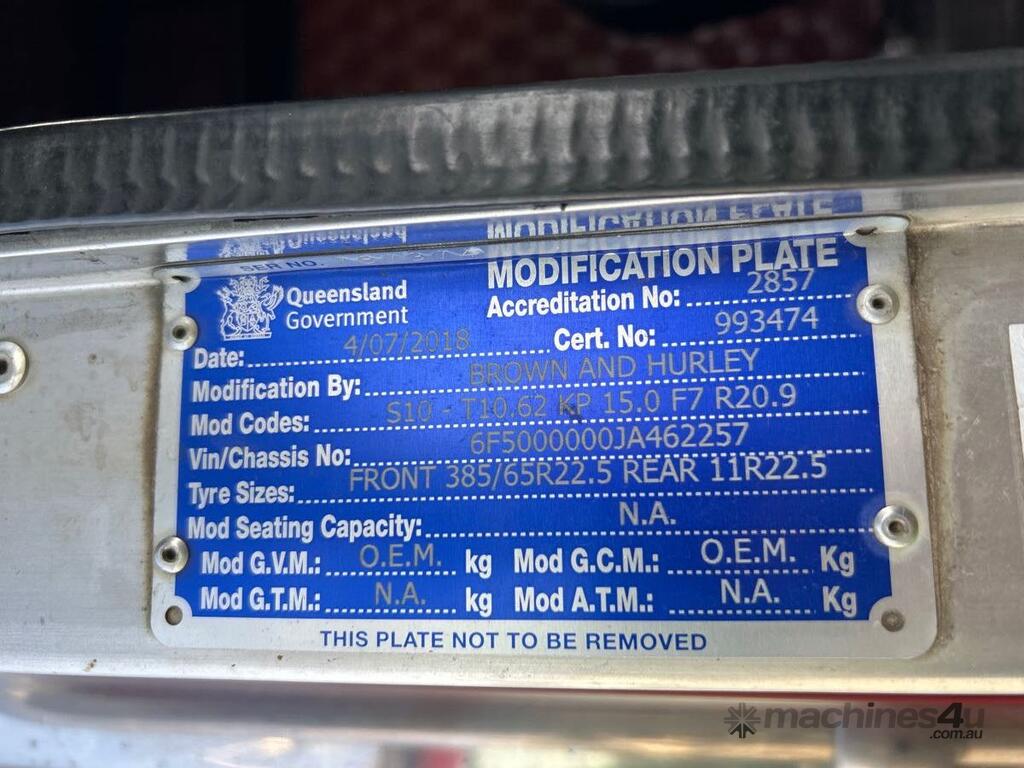 SER NO.
Queensland
Government
MODIFICATION PLATE
Accreditation No: 2857
Date: 4/07/2018 Cert. No: 993474
Modification By: BROWN AND HURLEY
Mod Codes: S10 - T10.62 KP 15.0 F7 R20.9
Vin/Chassis No: 6F5000000JA462257
Tyre Sizes: FRONT 385/65R22.5 REAR 11R22.5
Mod Seating Capacity: N.A.
Mod G.V.M.: O.E.M. kg Mod G.C.M.: O.E.M. Kg
Mod G.T.M.: N.A. kg Mod A.T.M.: N.A. Kg
THIS PLATE NOT TO BE REMOVED
machines4u
.com.au